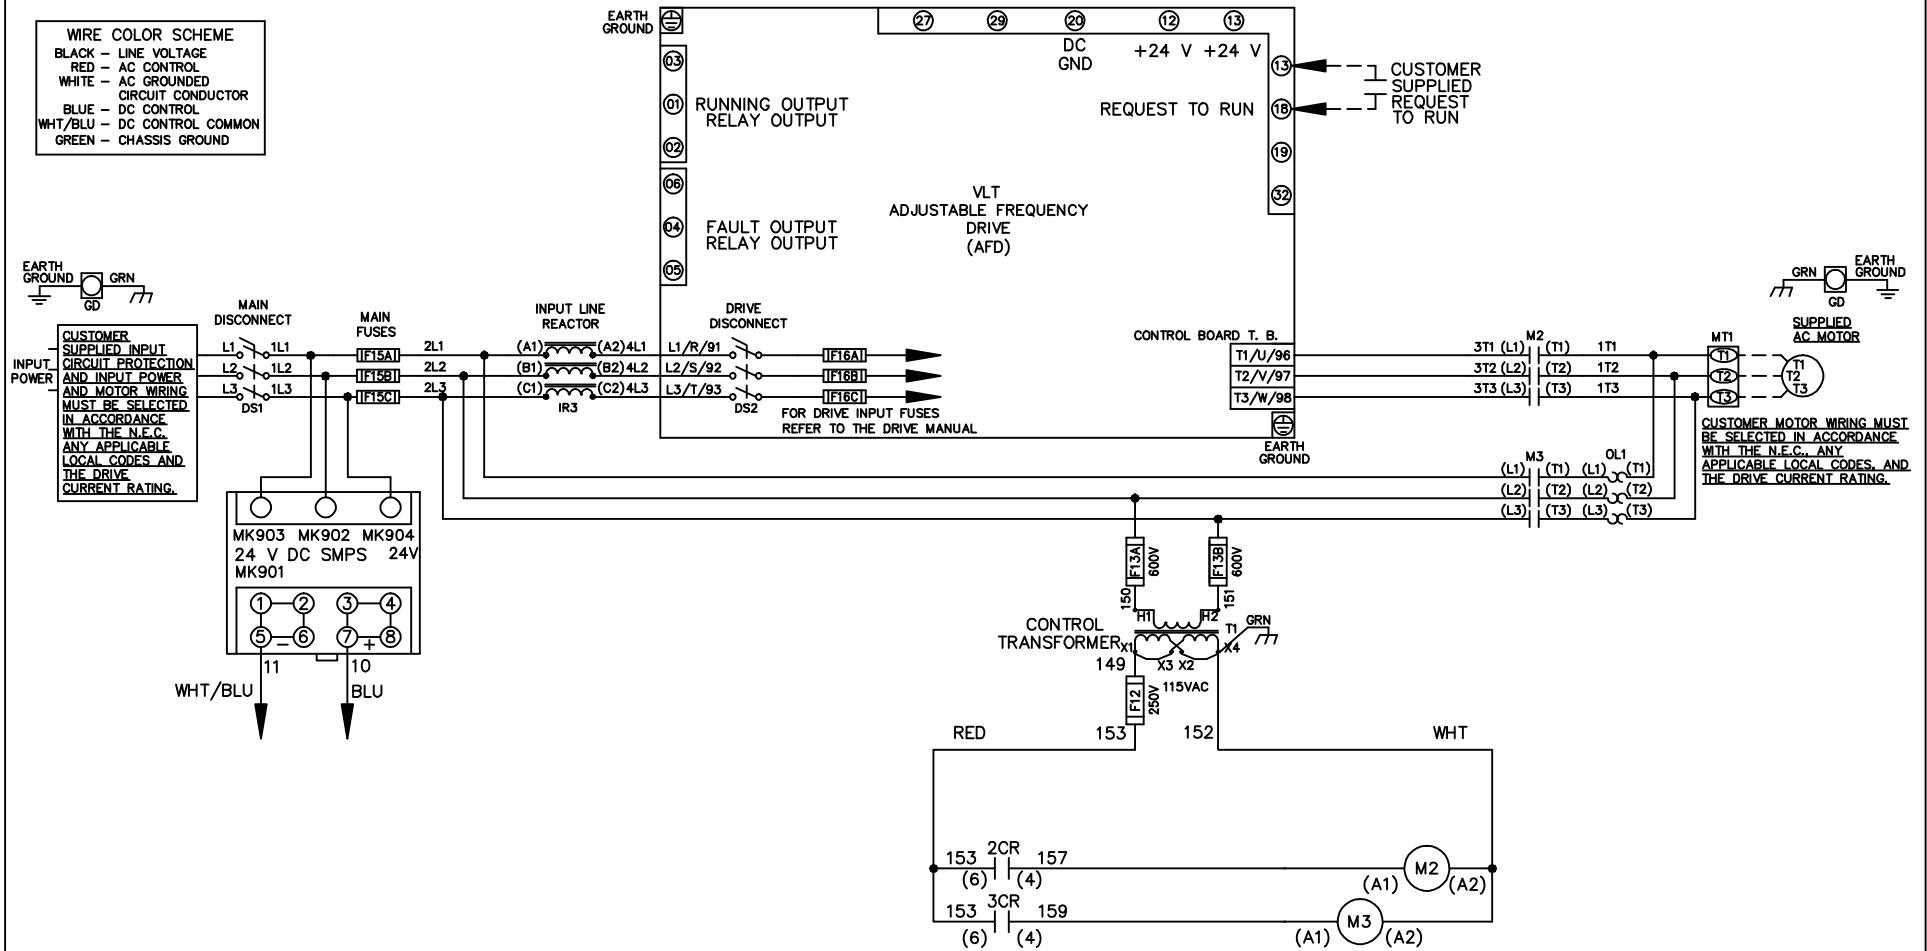 WIRE COLOR SCHEME
BLACK – LINE VOLTAGE
RED – AC CONTROL
WHITE – AC GROUNDED
CIRCUIT CONDUCTOR
BLUE – DC CONTROL
WHT/BLU – DC CONTROL COMMON
GREEN – CHASSIS GROUND
EARTH
GROUND
27 29 20 12 13
DC
GND
+24 V +24 V
03
01
02
RUNNING OUTPUT
RELAY OUTPUT
06
04
05
FAULT OUTPUT
RELAY OUTPUT
VLT
ADJUSTABLE FREQUENCY
DRIVE
(AFD)
REQUEST TO RUN
13
18
19
32
CUSTOMER
SUPPLIED
REQUEST
TO RUN
EARTH
GROUND
GRN
GD
INPUT
POWER
CUSTOMER
SUPPLIED INPUT
CIRCUIT PROTECTION
AND INPUT POWER
AND MOTOR WIRING
MUST BE SELECTED
IN ACCORDANCE
WITH THE N.E.C.
ANY APPLICABLE
LOCAL CODES AND
THE DRIVE
CURRENT RATING.
MAIN
DISCONNECT
L1 1L1
L2 1L2
L3 1L3
DS1
MAIN
FUSES
F15A
F15B
F15C
2L1
2L2
2L3
INPUT LINE
REACTOR
(A1) (A2) 4L1
(B1) (B2) 4L2
(C1) (C2) 4L3
IR3
L1/R/91
L2/S/92
L3/T/93
DRIVE
DISCONNECT
DS2
F16A
F16B
F16C
FOR DRIVE INPUT FUSES
REFER TO THE DRIVE MANUAL
CONTROL BOARD T. B.
T1/U/96
T2/V/97
T3/W/98
EARTH
GROUND
M2
3T1 (L1) (T1) 1T1
3T2 (L2) (T2) 1T2
3T3 (L3) (T3) 1T3
M3
OL1
(L1) (T1) (L1) (T1)
(L2) (T2) (L2) (T2)
(L3) (T3) (L3) (T3)
MT1
T1
T2
T3
GRN
GD
EARTH
GROUND
SUPPLIED
AC MOTOR
T1
T2
T3
CUSTOMER MOTOR WIRING MUST
BE SELECTED IN ACCORDANCE
WITH THE N.E.C., ANY
APPLICABLE LOCAL CODES, AND
THE DRIVE CURRENT RATING.
MK903 MK902 MK904
24 V DC SMPS 24V
MK901
1 2 3 4
5 – 6 7 + 8
11
10
WHT/BLU
BLU
F13A
600V
F13B
600V
150
151
H1
H2
CONTROL
TRANSFORMER
T1
GRN
X1
X3 X2
X4
149
115VAC
F12
250V
153
152
RED
WHT
153 2CR 157
(6) (4)
M2
(A1) (A2)
153 3CR 159
(6) (4)
M3
(A1) (A2)